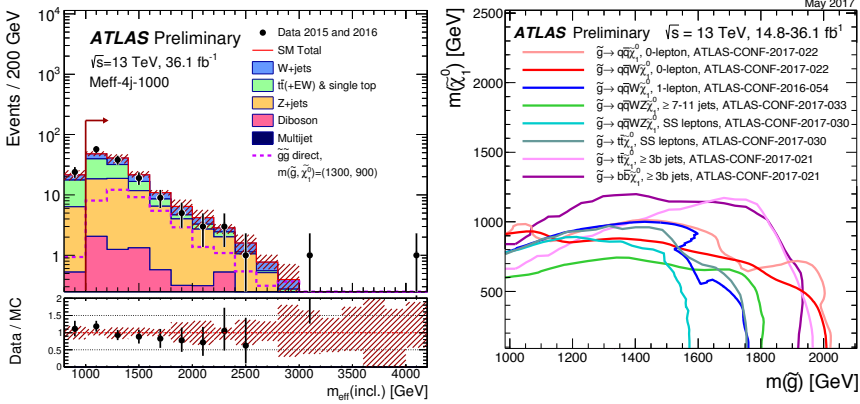 Events / 200 GeV
10⁴
10³
10²
10
1
ATLAS Preliminary
√s=13 TeV, 36.1 fb⁻¹
Meff-4j-1000
Data 2015 and 2016
SM Total
W+jets
tt̄(+EW) & single top
Z+jets
Diboson
Multijet
g̃g̃ direct,
m(g̃, χ̃₁⁰)=(1300, 900)
Data / MC
2
1.5
1
0.5
0
1000 1500 2000 2500 3000 3500 4000
m_eff(incl.) [GeV]
May 2017
m(χ̃₁⁰) [GeV]
2500
2000
1500
1000
500
ATLAS Preliminary √s = 13 TeV, 14.8-36.1 fb⁻¹
g̃→ qq̄χ̃₁⁰, 0-lepton, ATLAS-CONF-2017-022
g̃→ qq̄Wχ̃₁⁰, 0-lepton, ATLAS-CONF-2017-022
g̃→ qq̄Wχ̃₁⁰, 1-lepton, ATLAS-CONF-2016-054
g̃→ qq̄WZχ̃₁⁰, ≥ 7-11 jets, ATLAS-CONF-2017-033
g̃→ qq̄WZχ̃₁⁰, SS leptons, ATLAS-CONF-2017-030
g̃→ tt̄χ̃₁⁰, SS leptons, ATLAS-CONF-2017-030
g̃→ tt̄χ̃₁⁰, ≥ 3b jets, ATLAS-CONF-2017-021
g̃→ bb̄χ̃₁⁰, ≥ 3b jets, ATLAS-CONF-2017-021
1000 1200 1400 1600 1800 2000
m(g̃) [GeV]